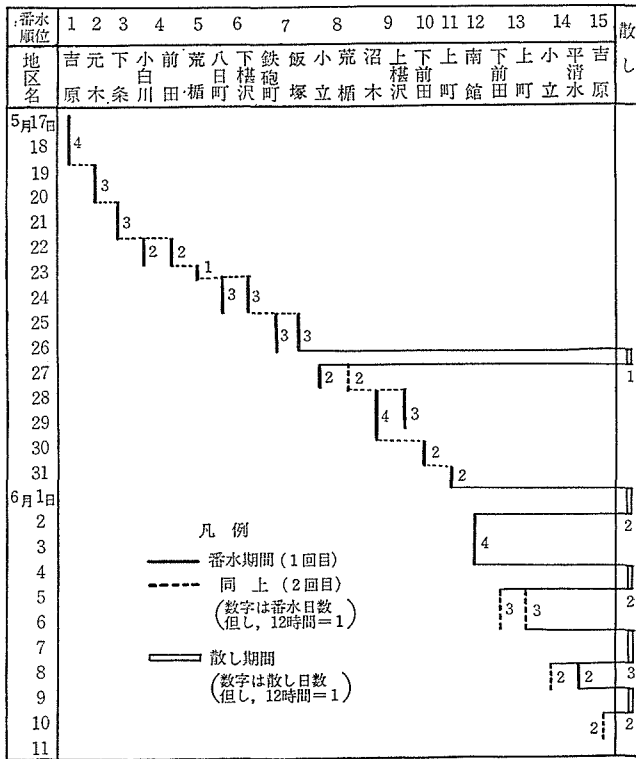 番水順位 1 2 3 4 5 6 7 8 9 10 11 12 13 14 15 散し
地区名 吉原 元木 下条 小白川 前田 荒楯 八日町 下椹沢 鉄砲町 飯塚 小立 荒楯 沼木 上椹沢 下前田 上町 南館 下前田 上町 小立 平清水 吉原
5月17日
4
18
19
3
20
21
3
22
2 2
23
1
24
3 3
25
3 3
26
27
2 2 1
28
3
29
4
30
2
31
2
6月1日
2
2
凡例
3
番水期間(1回目)
4
4
同上(2回目)
2
5
(数字は番水日数
3 3
但し,12時間=1)
6
7
散し期間
8
2 2 3
(数字は散し日数
9
但し,12時間=1)
2
10
2
11